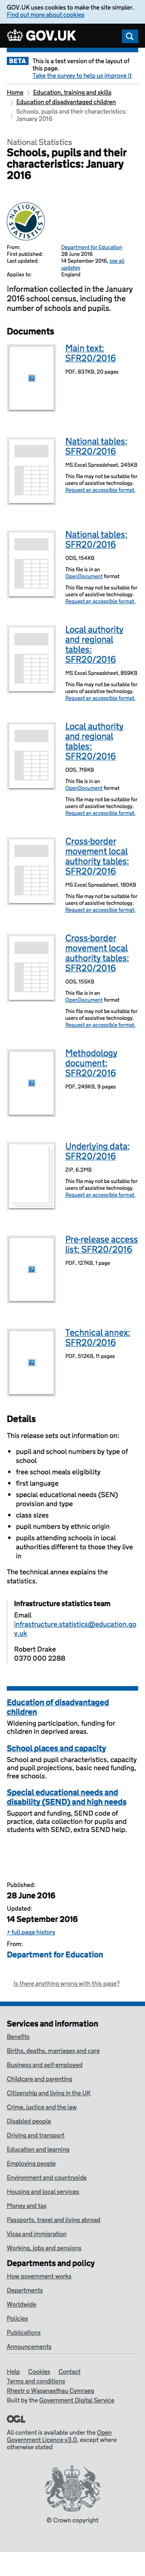 GOV.UK uses cookies to make the site simpler.
Find out more about cookies
GOV.UK
BETA This is a test version of the layout of
this page.
Take the survey to help us improve it
Home > Education, training and skills
> Education of disadvantaged children
> Schools, pupils and their characteristics:
January 2016
National Statistics
Schools, pupils and their
characteristics: January
2016
From: Department for Education
First published: 28 June 2016
Last updated: 14 September 2016, see all
updates
Applies to: England
Information collected in the January
2016 school census, including the
number of schools and pupils.
Documents
Main text:
SFR20/2016
PDF, 837KB, 20 pages
National tables:
SFR20/2016
MS Excel Spreadsheet, 245KB
This file may not be suitable for
users of assistive technology.
Request an accessible format.
National tables:
SFR20/2016
ODS, 154KB
This file is in an
OpenDocument format
This file may not be suitable for
users of assistive technology.
Request an accessible format.
Local authority
and regional
tables:
SFR20/2016
MS Excel Spreadsheet, 859KB
This file may not be suitable for
users of assistive technology.
Request an accessible format.
Local authority
and regional
tables:
SFR20/2016
ODS, 719KB
This file is in an
OpenDocument format
This file may not be suitable for
users of assistive technology.
Request an accessible format.
Cross-border
movement local
authority tables:
SFR20/2016
MS Excel Spreadsheet, 180KB
This file may not be suitable for
users of assistive technology.
Request an accessible format.
Cross-border
movement local
authority tables:
SFR20/2016
ODS, 155KB
This file is in an
OpenDocument format
This file may not be suitable for
users of assistive technology.
Request an accessible format.
Methodology
document:
SFR20/2016
PDF, 249KB, 9 pages
Underlying data:
SFR20/2016
ZIP, 6.2MB
This file may not be suitable for
users of assistive technology.
Request an accessible format.
Pre-release access
list: SFR20/2016
PDF, 127KB, 1 page
Technical annex:
SFR20/2016
PDF, 512KB, 11 pages
Details
This release sets out information on:
• pupil and school numbers by type of
school
• free school meals eligibility
• first language
• special educational needs (SEN)
provision and type
• class sizes
• pupil numbers by ethnic origin
• pupils attending schools in local
authorities different to those they live
in
The technical annex explains the
statistics.
Infrastructure statistics team
Email
infrastructure.statistics@education.go
v.uk
Robert Drake
0370 000 2288
Education of disadvantaged
children
Widening participation, funding for
children in deprived areas.
School places and capacity
School and pupil characteristics, capacity
and pupil projections, basic need funding,
free schools.
Special educational needs and
disability (SEND) and high needs
Support and funding, SEND code of
practice, data collection for pupils and
students with SEND, extra SEND help.
Published:
28 June 2016
Updated:
14 September 2016
+ full page history
From:
Department for Education
Is there anything wrong with this page?
Services and information
Benefits
Births, deaths, marriages and care
Business and self-employed
Childcare and parenting
Citizenship and living in the UK
Crime, justice and the law
Disabled people
Driving and transport
Education and learning
Employing people
Environment and countryside
Housing and local services
Money and tax
Passports, travel and living abroad
Visas and immigration
Working, jobs and pensions
Departments and policy
How government works
Departments
Worldwide
Policies
Publications
Announcements
Help Cookies Contact
Terms and conditions
Rhestr o Wasanaethau Cymraeg
Built by the Government Digital Service
OGL
All content is available under the Open
Government Licence v3.0, except where
otherwise stated
© Crown copyright